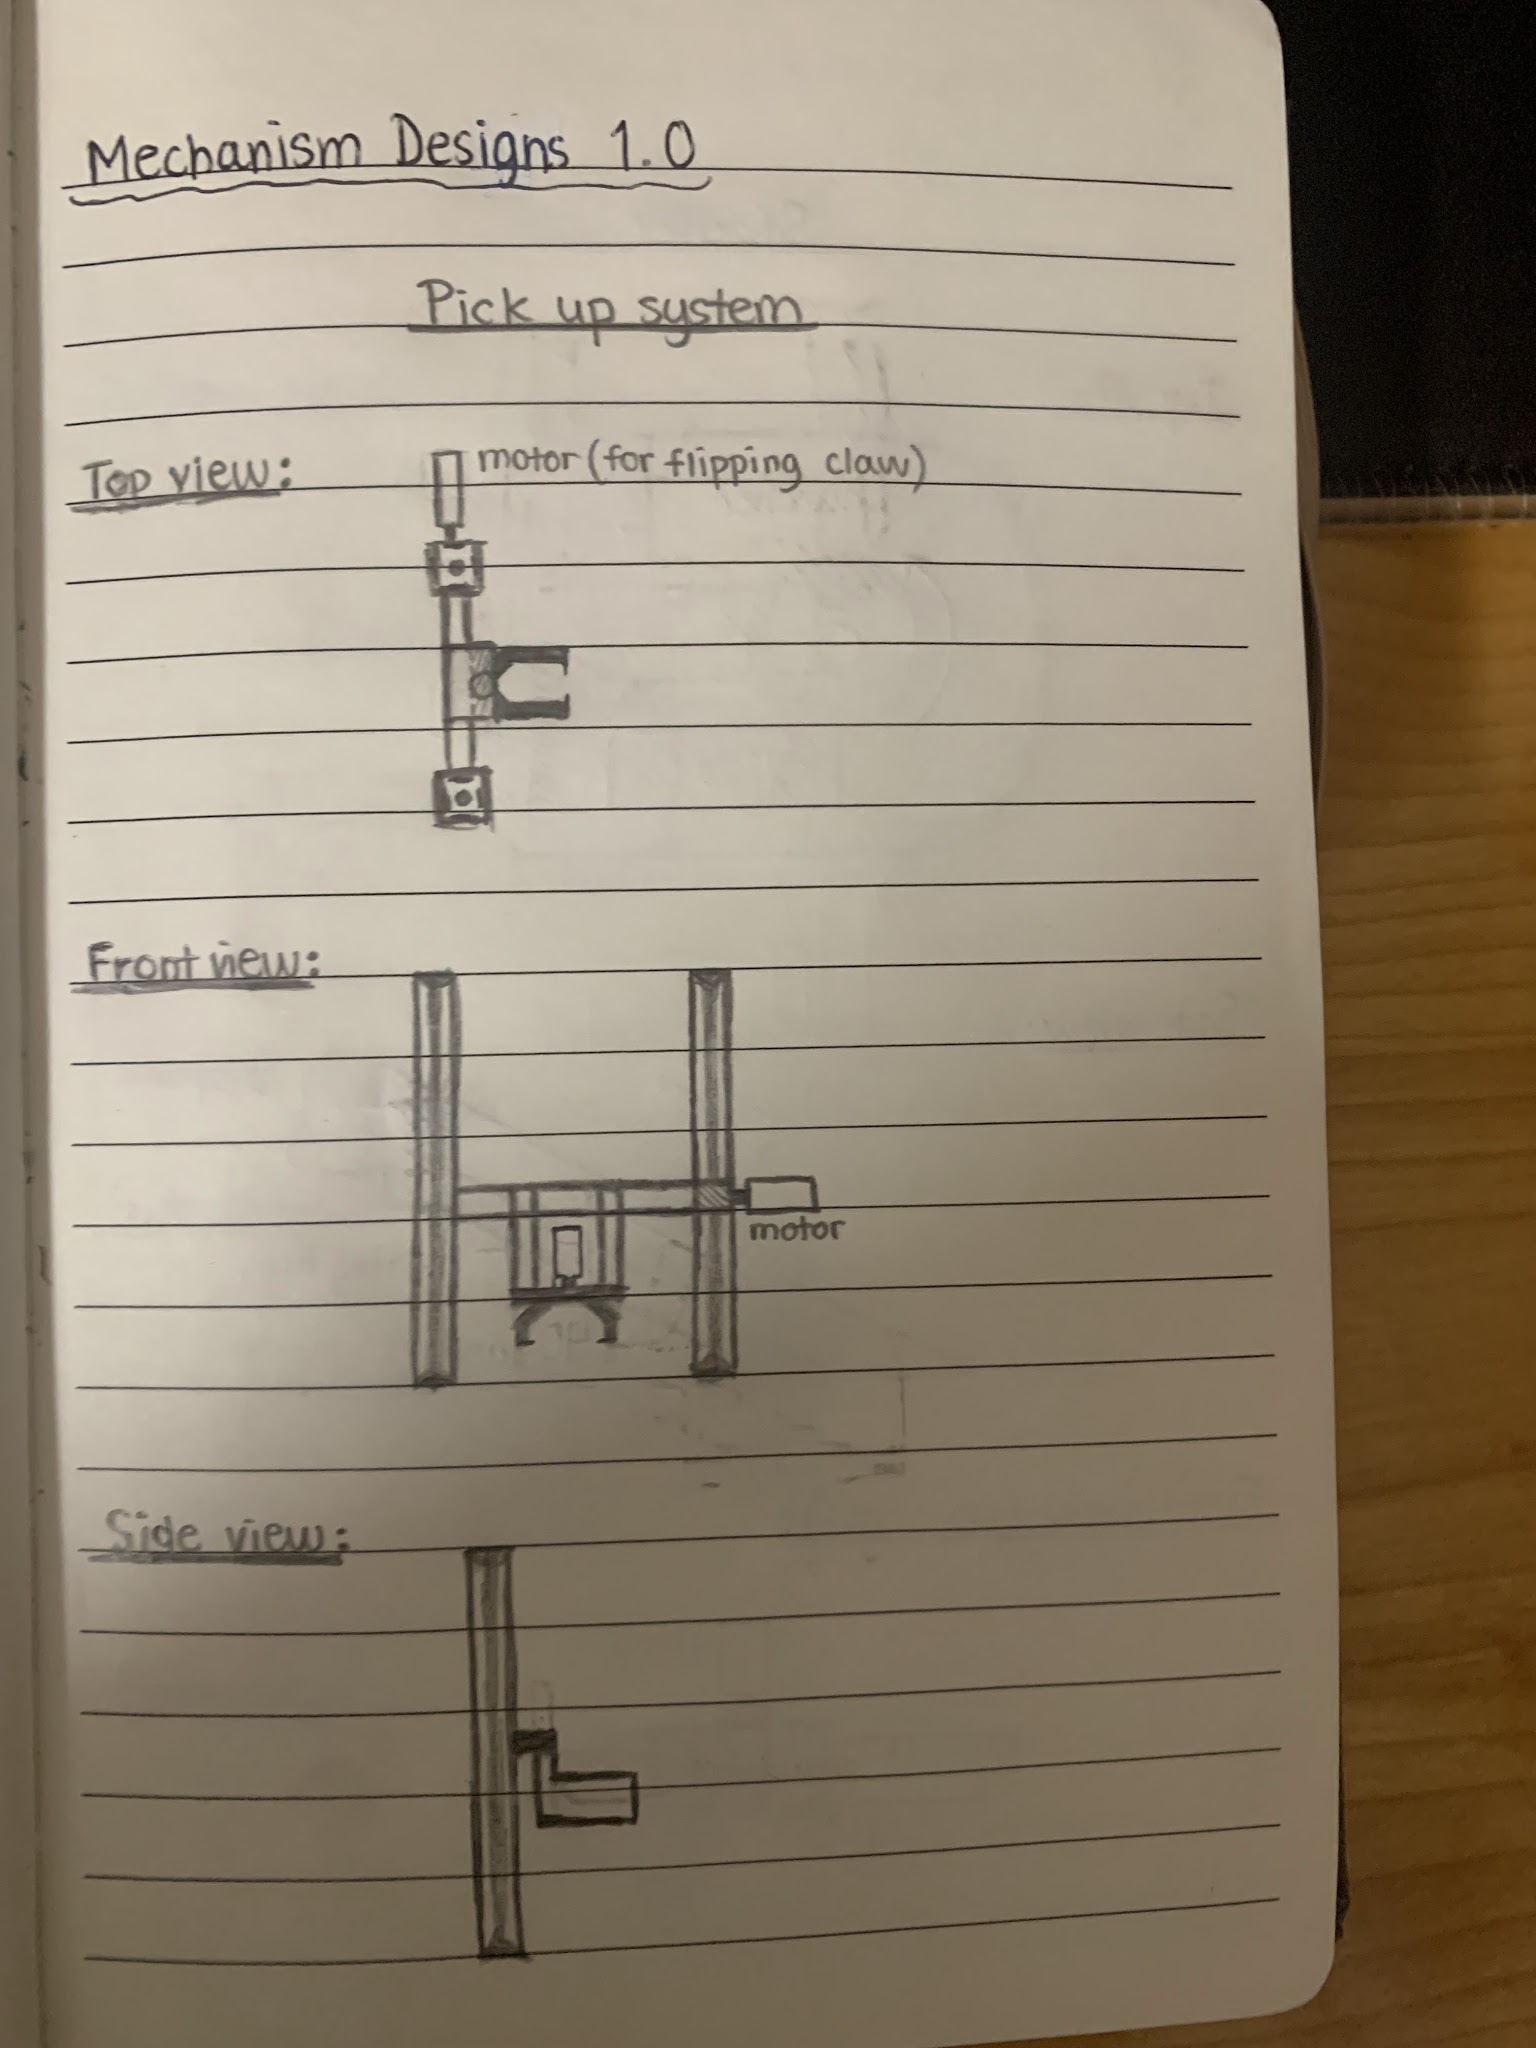 Mechanism Designs 1.0
Pick up system
Top view:
motor (for flipping claw)
Front view:
motor
Side view: